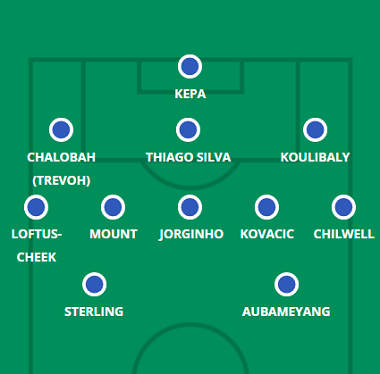 KEPA
CHALOBAH THIAGO SILVA KOULIBALY
(TREVOH)
LOFTUS- MOUNT JORGINHO KOVACIC CHILWELL
CHEEK
STERLING AUBAMEYANG